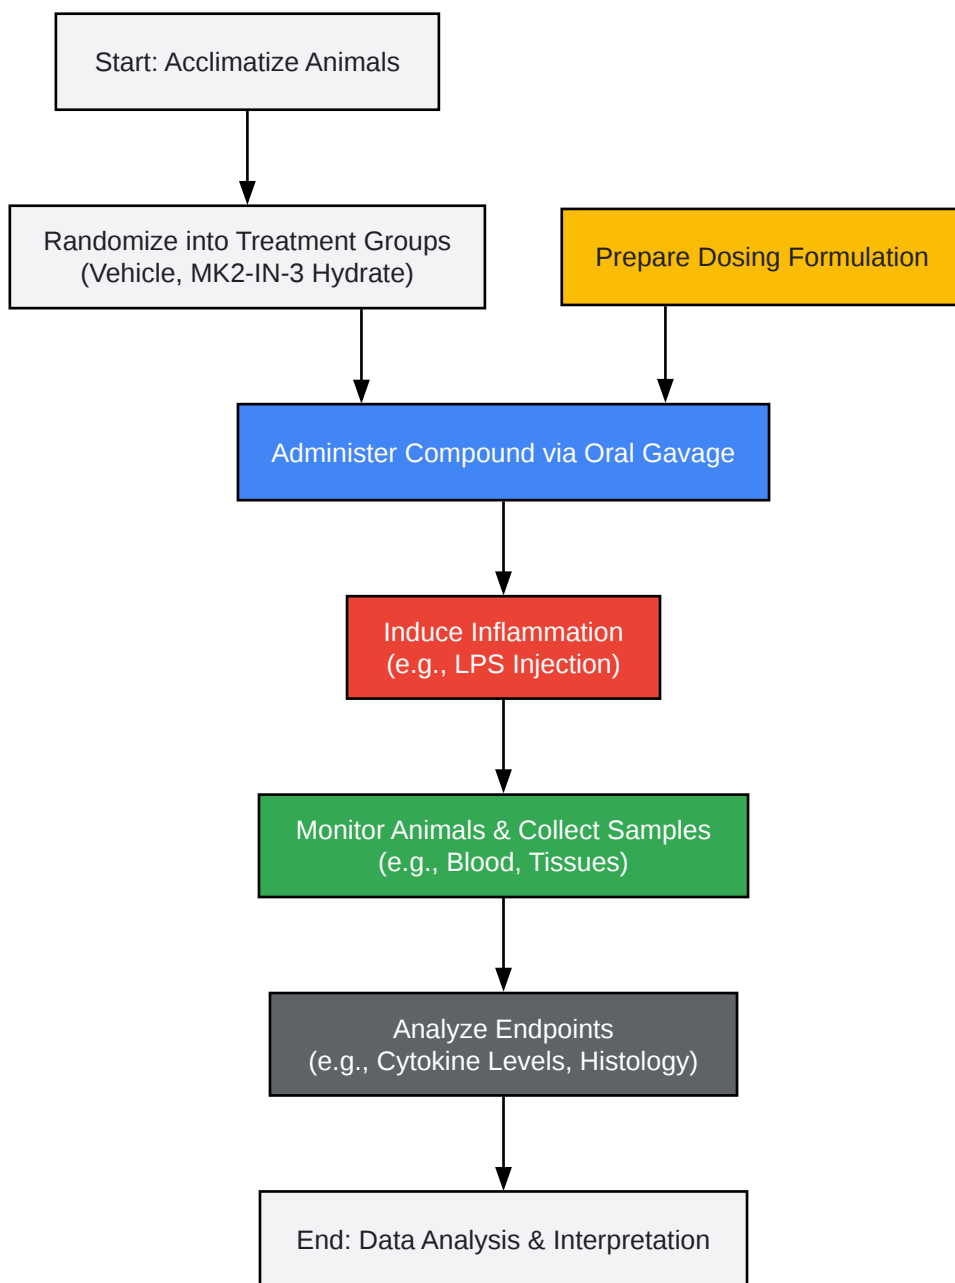 Start: Acclimatize Animals
Randomize into Treatment Groups
(Vehicle, MK2-IN-3 Hydrate)
Prepare Dosing Formulation
Administer Compound via Oral Gavage
Induce Inflammation
(e.g., LPS Injection)
Monitor Animals & Collect Samples
(e.g., Blood, Tissues)
Analyze Endpoints
(e.g., Cytokine Levels, Histology)
End: Data Analysis & Interpretation